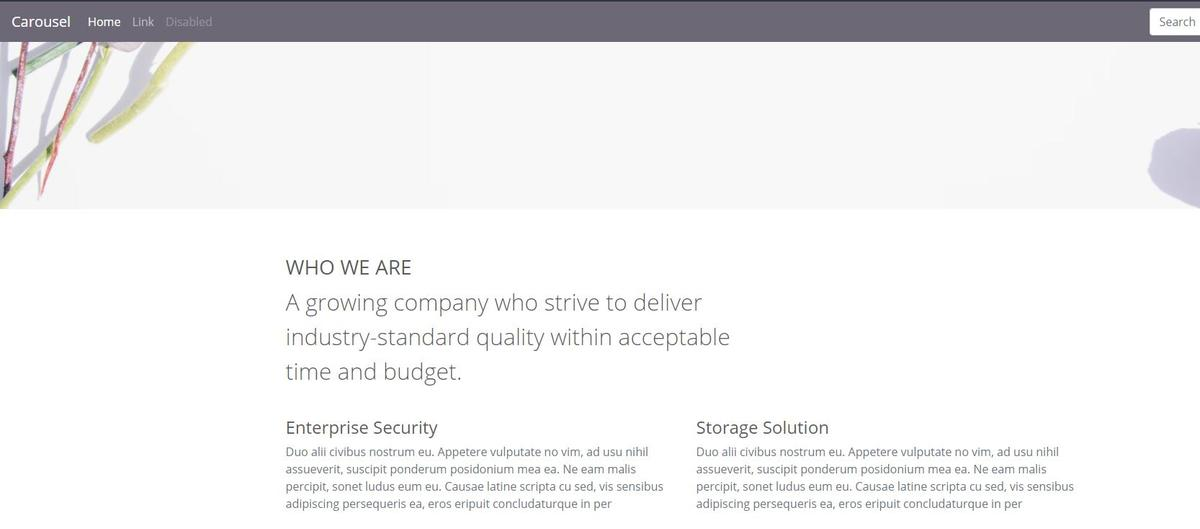 Carousel Home Link Disabled Search
WHO WE ARE
A growing company who strive to deliver
industry-standard quality within acceptable
time and budget.
Enterprise Security
Duo alii civibus nostrum eu. Appetere vulputate no vim, ad usu nihil
assueverit, suscipit ponderum posidonium mea ea. Ne eam malis
percipit, sonet ludus eum eu. Causae latine scripta cu sed, vis sensibus
adipiscing persequeris ea, eros eripuit concludaturque in per
Storage Solution
Duo alii civibus nostrum eu. Appetere vulputate no vim, ad usu nihil
assueverit, suscipit ponderum posidonium mea ea. Ne eam malis
percipit, sonet ludus eum eu. Causae latine scripta cu sed, vis sensibus
adipiscing persequeris ea, eros eripuit concludaturque in per